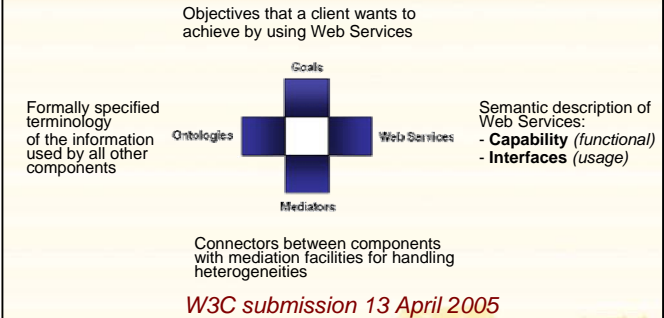 Objectives that a client wants to
achieve by using Web Services
Goals
Formally specified
terminology
of the information
used by all other
components
Ontologies
Web Services
Semantic description of
Web Services:
- Capability (functional)
- Interfaces (usage)
Mediators
Connectors between components
with mediation facilities for handling
heterogeneities
W3C submission 13 April 2005